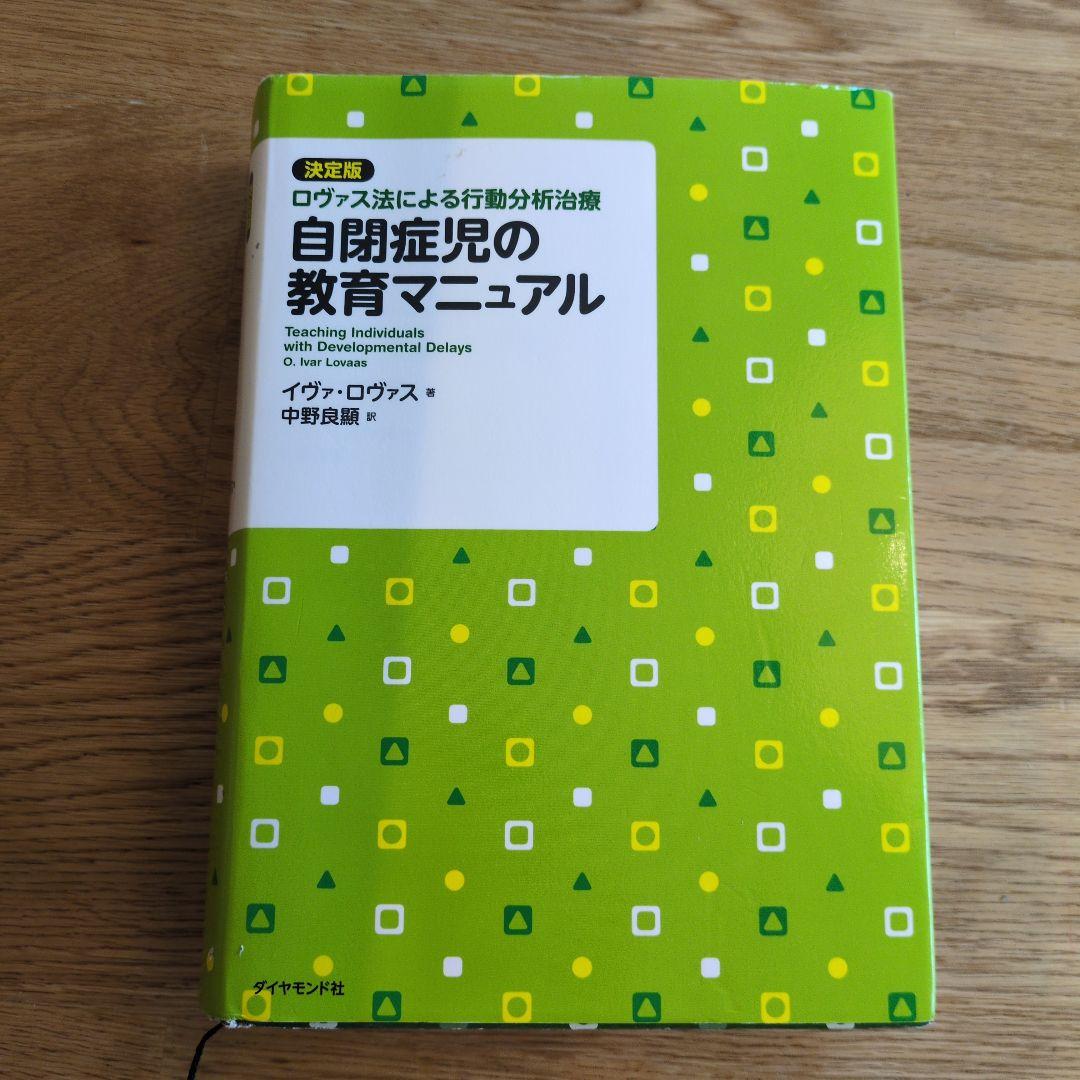 決定版
ロヴァス法による行動分析治療
自閉症児の
教育マニュアル
Teaching Individuals
with Developmental Delays
O. Ivar Lovaas
イヴァ・ロヴァス 著
中野良顯 訳
ダイヤモンド社